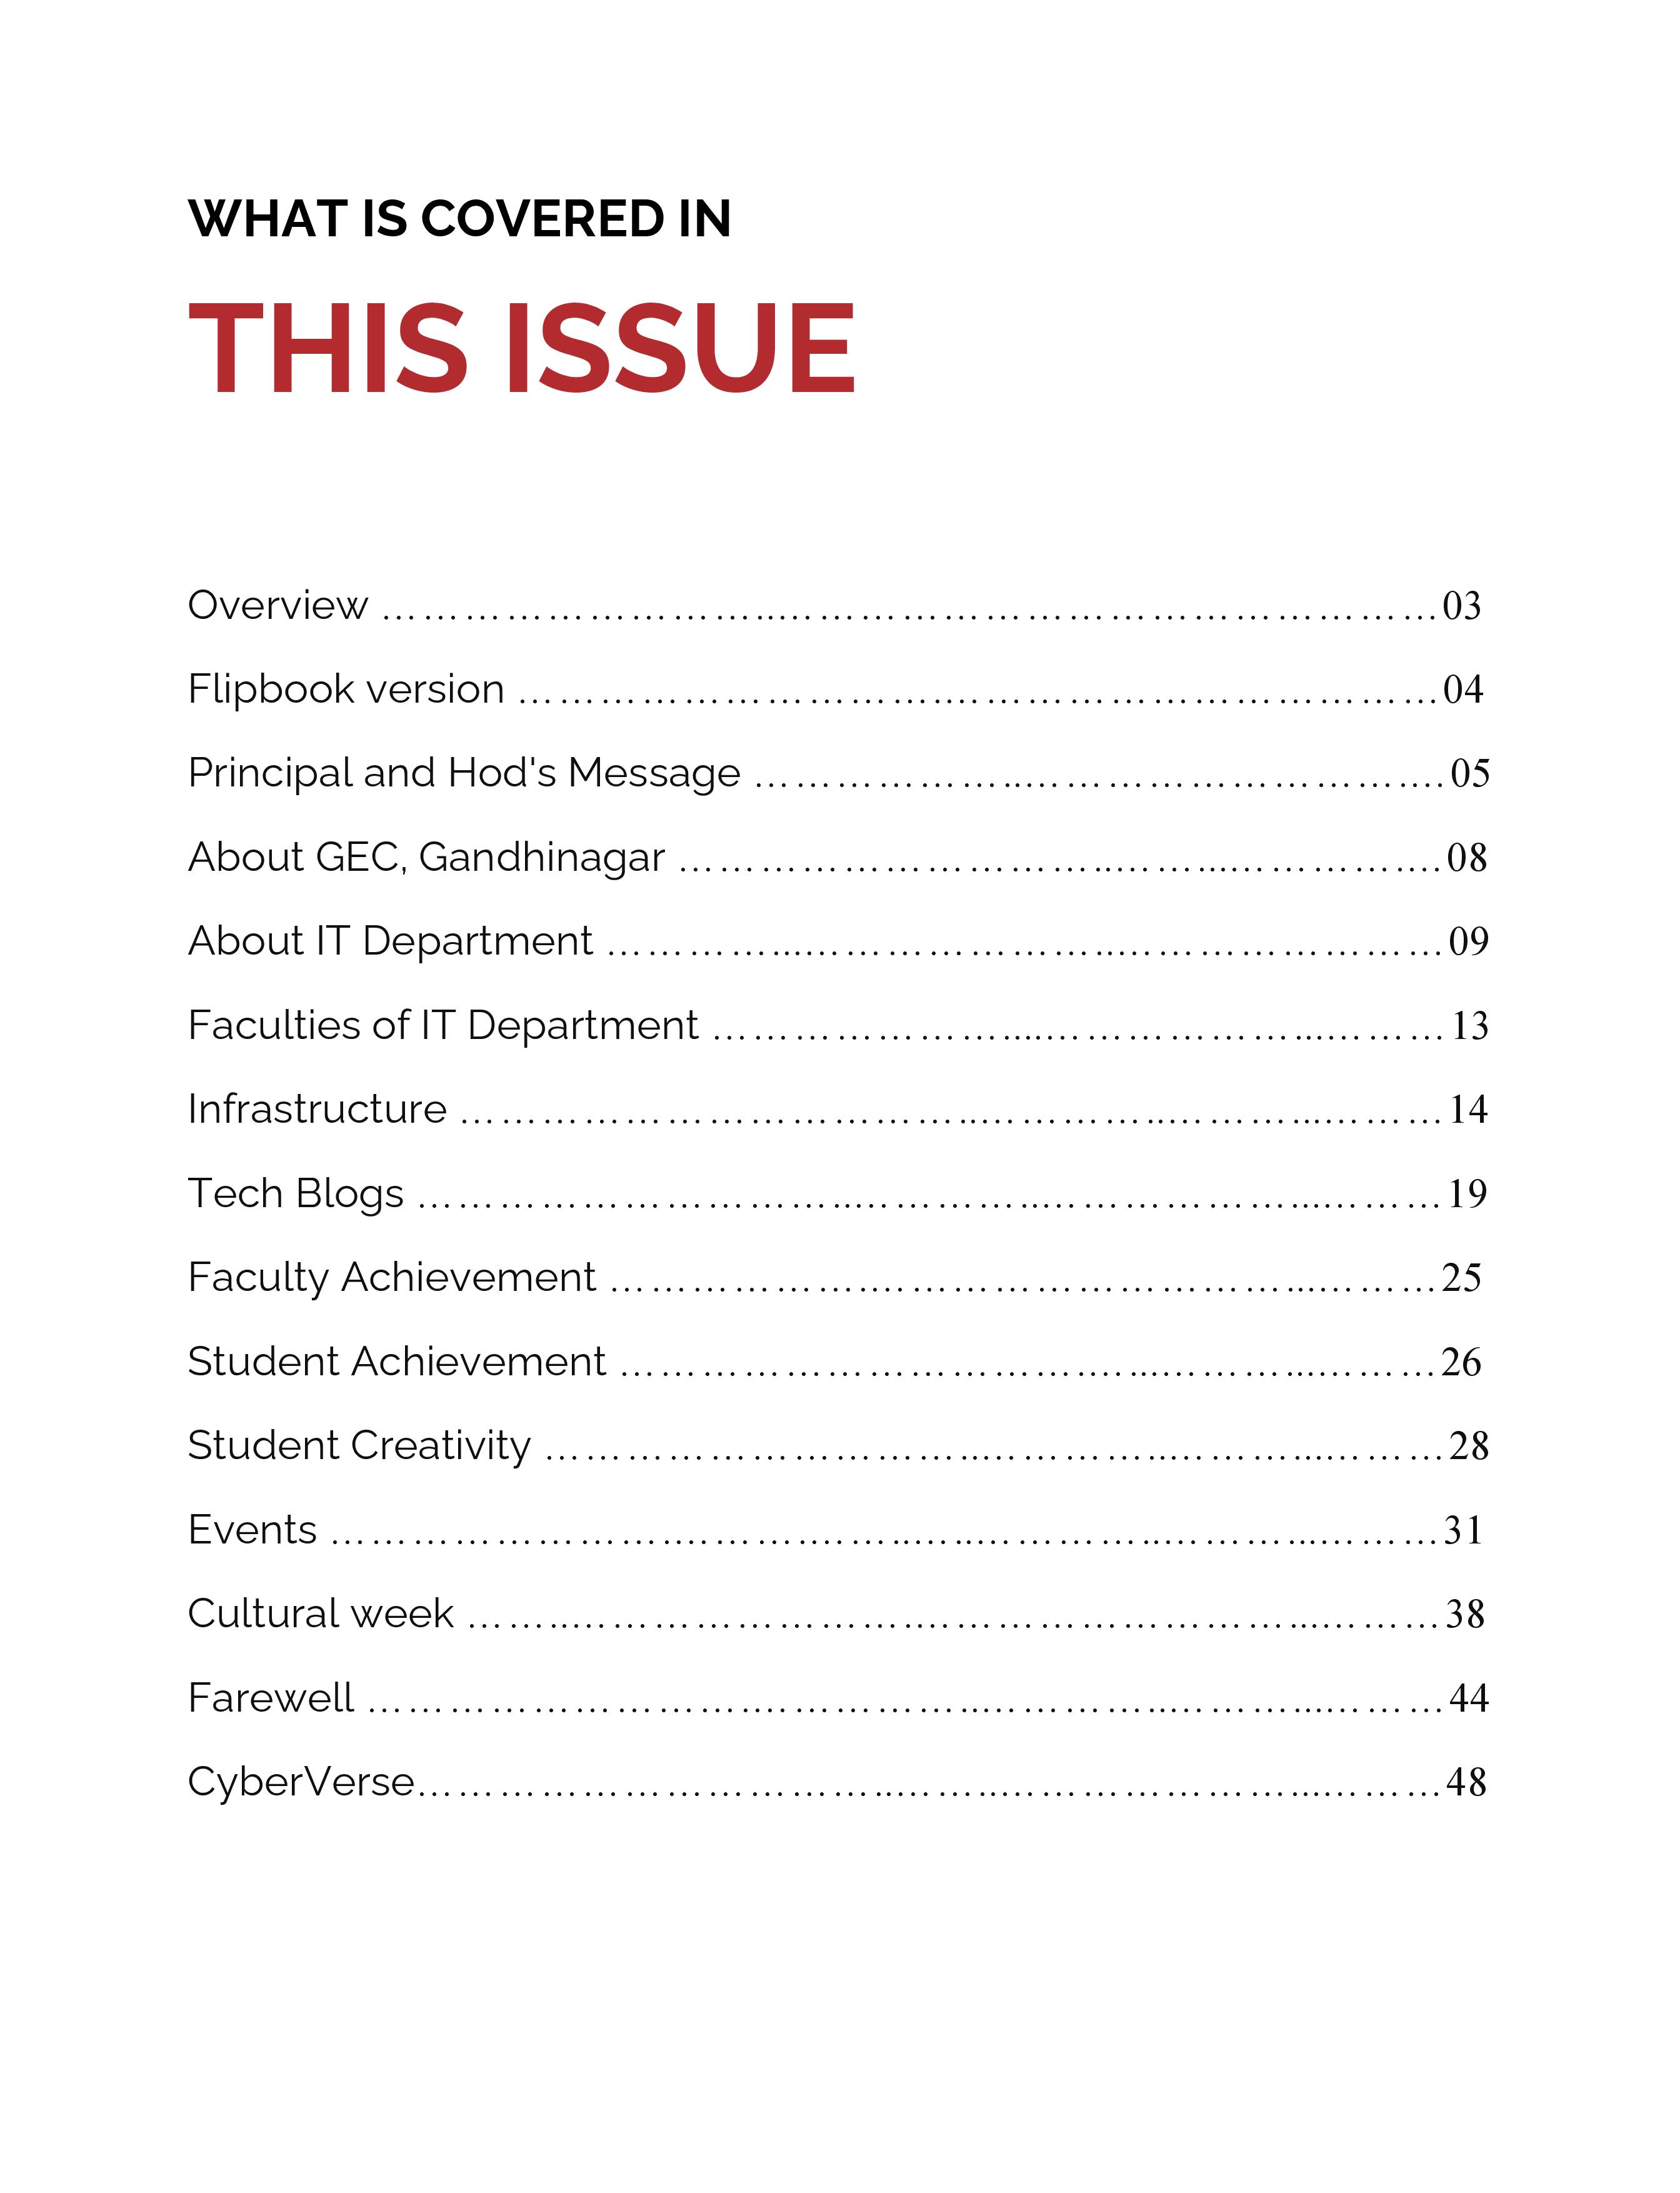 WHAT IS COVERED IN
THIS ISSUE
Overview ……………………………………………………………………03
Flipbook version ……………………………………………………………04
Principal and Hod's Message …………………………………………… 05
About GEC, Gandhinagar …………………………………………………08
About IT Department ………………………………………………………09
Faculties of IT Department ……………………………………………… 13
Infrastructure ……………………………………………………………… 14
Tech Blogs ………………………………………………………………… 19
Faculty Achievement ………………………………………………………25
Student Achievement ………………………………………………………26
Student Creativity ………………………………………………………… 28
Events ………………………………………………………………………31
Cultural week ………………………………………………………………38
Farewell …………………………………………………………………… 44
CyberVerse…………………………………………………………………48